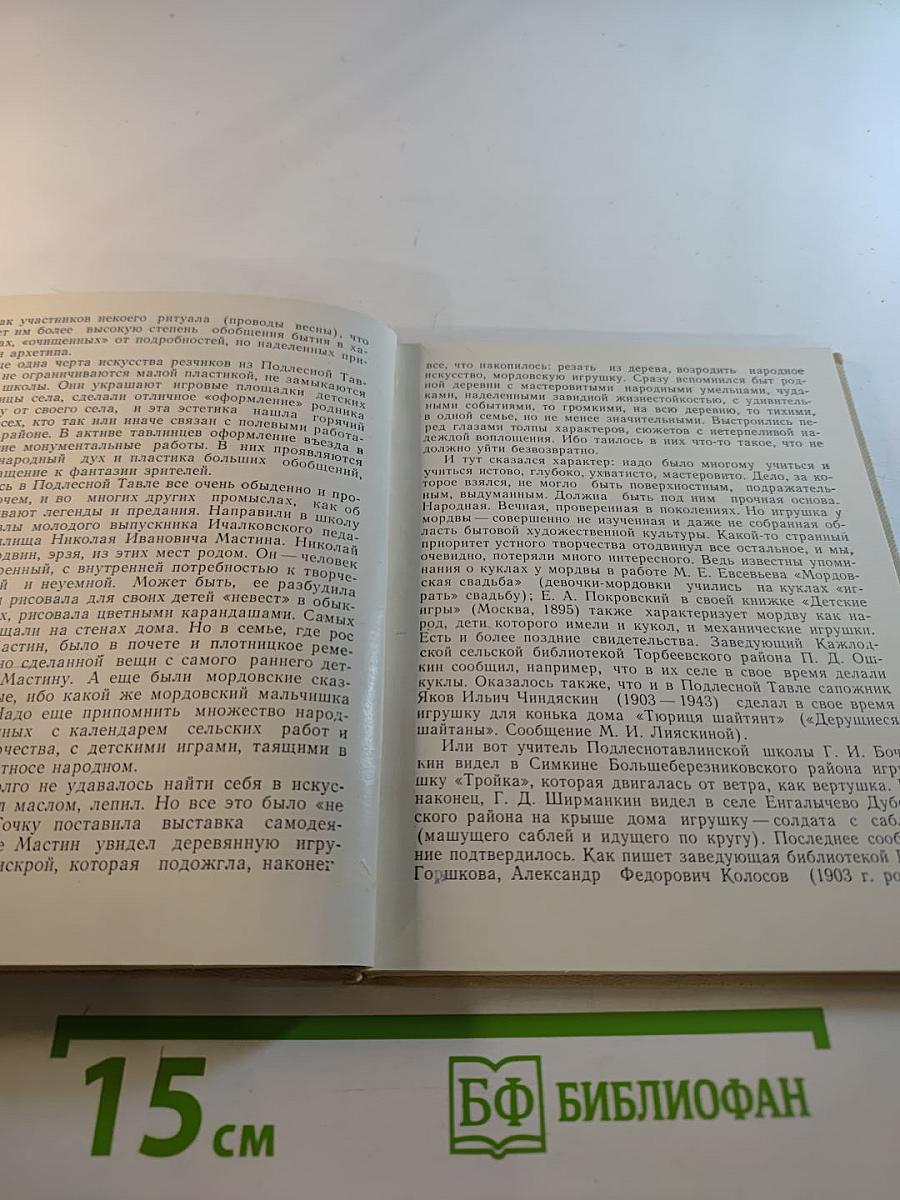 ак участников некоего ритуала (проводы весны), что
ет им более высокую степень обобщения бытия в ха-
ах, «очищенных» от подробностей, но наделенных при-
и архетипа.
ще одна черта искусства резчиков из Подлесной Тав-
не ограничиваются малой пластикой, не замыкаются
школы. Они украшают игровые площадки детских
ицы села, сделали отличное «оформление» родника
у от своего села, и эта эстетика нашла горячий
сех, кто так или иначе связан с полевыми работа-
районе. В активе тавлинцев оформление въезда в
ие монументальные работы. В них проявляются
народный дух и пластика больших обобщений,
ащение к фантазии зрителей.
сь в Подлесной Тавле все очень обыденно и про-
очем, и во многих других промыслах, как об
ивают легенды и предания. Направили в школу
влы молодого выпускника Ичалковского педа-
лища Николая Ивановича Мастина. Николай
рдвин, эрзя, из этих мест родом. Он — человек
ренный, с внутренней потребностью к творче-
й и неуемной. Может быть, ее разбудила
и рисовала для своих детей «невест» в обык-
х, рисовала цветными карандашами. Самых
щали на стенах дома. Но в семье, где рос
астин, было в почете и плотницкое реме-
но сделанной вещи с самого раннего дет-
Мастину. А еще были мордовские сказ-
ые, ибо какой же мордовский мальчишка
Надо еще припомнить множество народ-
нных с календарем сельских работ и
рчества, с детскими играми, таящими в
тносе народном.
олго не удавалось найти себя в искус-
л маслом, лепил. Но все это было «не
Точку поставила выставка самодея-
е Мастин увидел деревянную игру-
искрой, которая подожгла, наконег
все, что накопилось: резать из дерева, возродить народное
искусство, мордовскую игрушку. Сразу вспомнился быт род-
ной деревни с мастеровитыми народными умельцами, чуда-
ками, наделенными завидной жизнестойкостью, с удивитель-
ными событиями, то громкими, на всю деревню, то тихими,
в одной семье, но не менее значительными. Выстроились пе-
ред глазами толпы характеров, сюжетов с нетерпеливой на-
деждой воплощения. Ибо таилось в них что-то такое, что не
должно уйти безвозвратно.
И тут сказался характер: надо было многому учиться и
учиться истово, глубоко, ухватисто, мастеровито. Дело, за ко-
торое взялся, не могло быть поверхностным, подражатель-
ным, выдуманным. Должна быть под ним прочная основа.
Народная. Вечная, проверенная в поколениях. Но игрушка у
мордвы — совершенно не изученная и даже не собранная об-
ласть бытовой художественной культуры. Какой-то странный
приоритет устного творчества отодвинул все остальное, и мы,
очевидно, потеряли много интересного. Ведь известны упоми-
нания о куклах у мордвы в работе М. Е. Евсевьева «Мордов-
ская свадьба» (девочки-мордовки учились на куклах «иг-
рать» свадьбу); Е. А. Покровский в своей книжке «Детские
игры» (Москва, 1895) также характеризует мордву как на-
род, дети которого имели и кукол, и механические игрушки.
Есть и более поздние свидетельства. Заведующий Кажлод-
ской сельской библиотекой Торбеевского района П. Д. Ош-
кин сообщил, например, что в их селе в свое время делали
куклы. Оказалось также, что и в Подлесной Тавле сапожник
Яков Ильич Чиндяскин (1903 — 1943) сделал в свое время
игрушку для конька дома «Тюриця шайтянт» («Дерущиеся
шайтаны». Сообщение М. И. Лияскиной).
Или вот учитель Подлеснотавлинской школы Г. И. Боч
кин видел в Симкине Большеберезниковского района игру
шку «Тройка», которая двигалась от ветра, как вертушка.
наконец, Г. Д. Ширманкин видел в селе Енгалычево Дубе
ского района на крыше дома игрушку — солдата с сабл
(машущего саблей и идущего по кругу). Последнее сооб
ние подтвердилось. Как пишет заведующая библиотекой
Горшкова, Александр Федорович Колосов (1903 г. ро
15 см
БФ БИБЛИОФАН